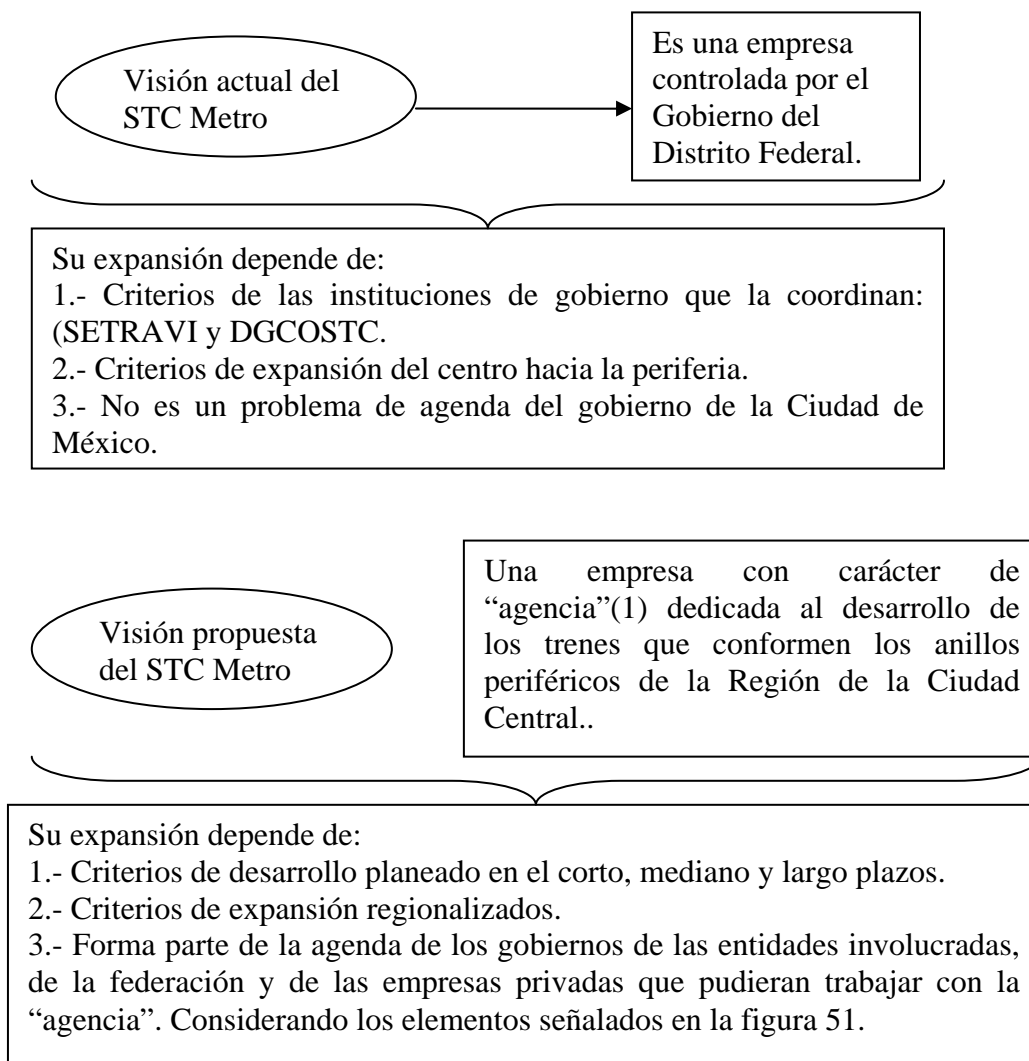 Visión actual del
STC Metro
Es una empresa
controlada por el
Gobierno del
Distrito Federal.
Su expansión depende de:
1.- Criterios de las instituciones de gobierno que la coordinan:
(SETRAVI y DGCOSTC.
2.- Criterios de expansión del centro hacia la periferia.
3.- No es un problema de agenda del gobierno de la Ciudad de
México.
Visión propuesta
del STC Metro
Una empresa con carácter de
“agencia”(1) dedicada al desarrollo de
los trenes que conformen los anillos
periféricos de la Región de la Ciudad
Central..
Su expansión depende de:
1.- Criterios de desarrollo planeado en el corto, mediano y largo plazos.
2.- Criterios de expansión regionalizados.
3.- Forma parte de la agenda de los gobiernos de las entidades involucradas,
de la federación y de las empresas privadas que pudieran trabajar con la
“agencia”. Considerando los elementos señalados en la figura 51.